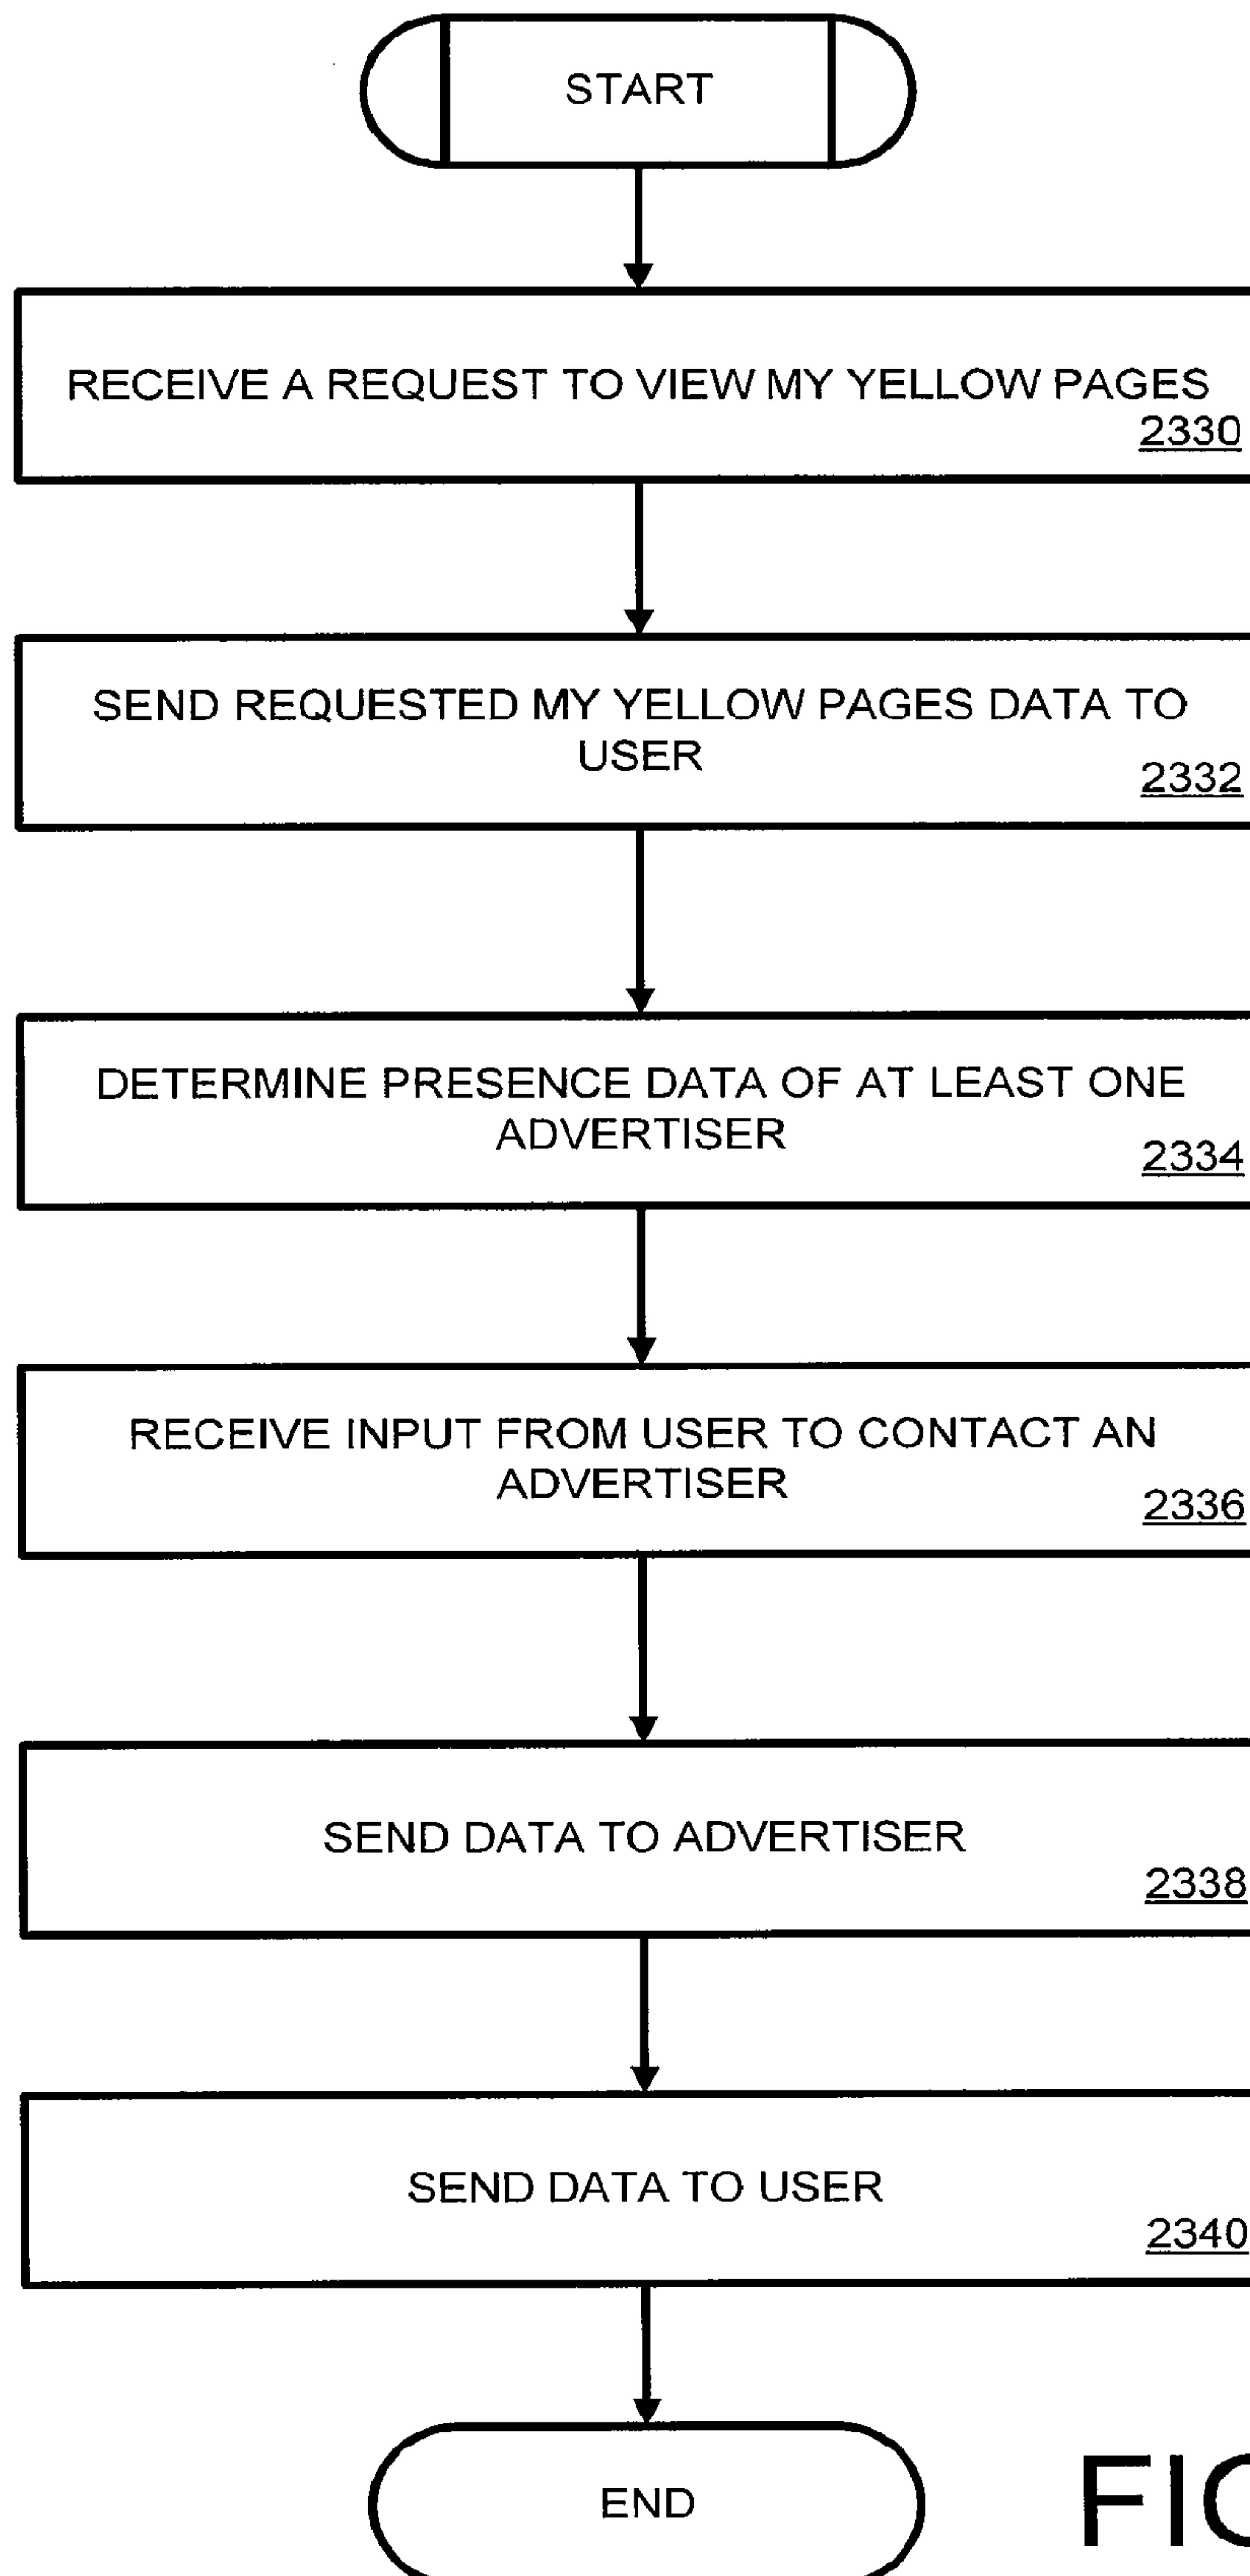 START
RECEIVE A REQUEST TO VIEW MY YELLOW PAGES
2330
SEND REQUESTED MY YELLOW PAGES DATA TO
USER
2332
DETERMINE PRESENCE DATA OF AT LEAST ONE
ADVERTISER
2334
RECEIVE INPUT FROM USER TO CONTACT AN
ADVERTISER
2336
SEND DATA TO ADVERTISER
2338
SEND DATA TO USER
2340
END